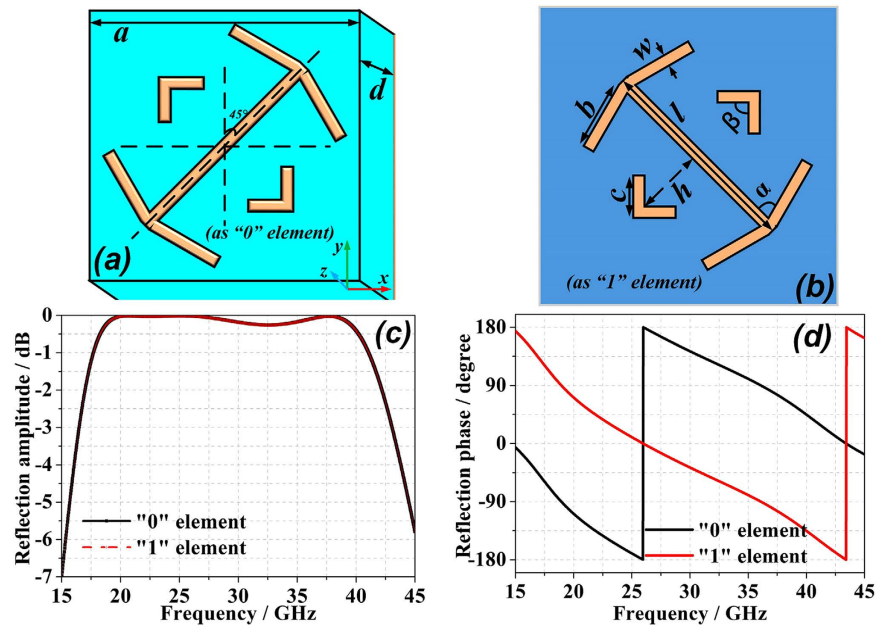 a
d
45°
(as "0" element)
(a)
y
z
x
w
b
l
β
c
h
α
(as "1" element)
(b)
0
-1
-2
-3
-4
-5
-6
-7
Reflection amplitude / dB
(c)
"0" element
"1" element
15 20 25 30 35 40 45
Frequency / GHz
180
90
0
-90
-180
Reflection phase / degree
(d)
"0" element
"1" element
15 20 25 30 35 40 45
Frequency / GHz